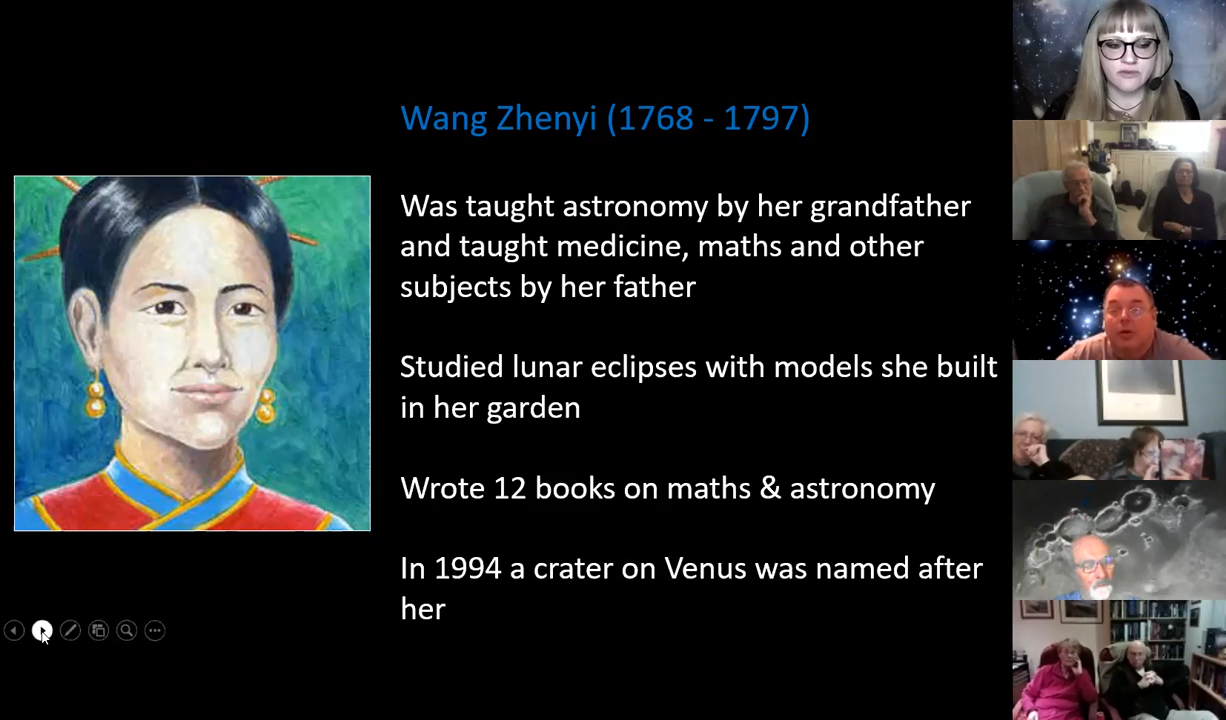 Wang Zhenyi (1768 - 1797)
Was taught astronomy by her grandfather
and taught medicine, maths and other
subjects by her father
Studied lunar eclipses with models she built
in her garden
Wrote 12 books on maths & astronomy
In 1994 a crater on Venus was named after
her